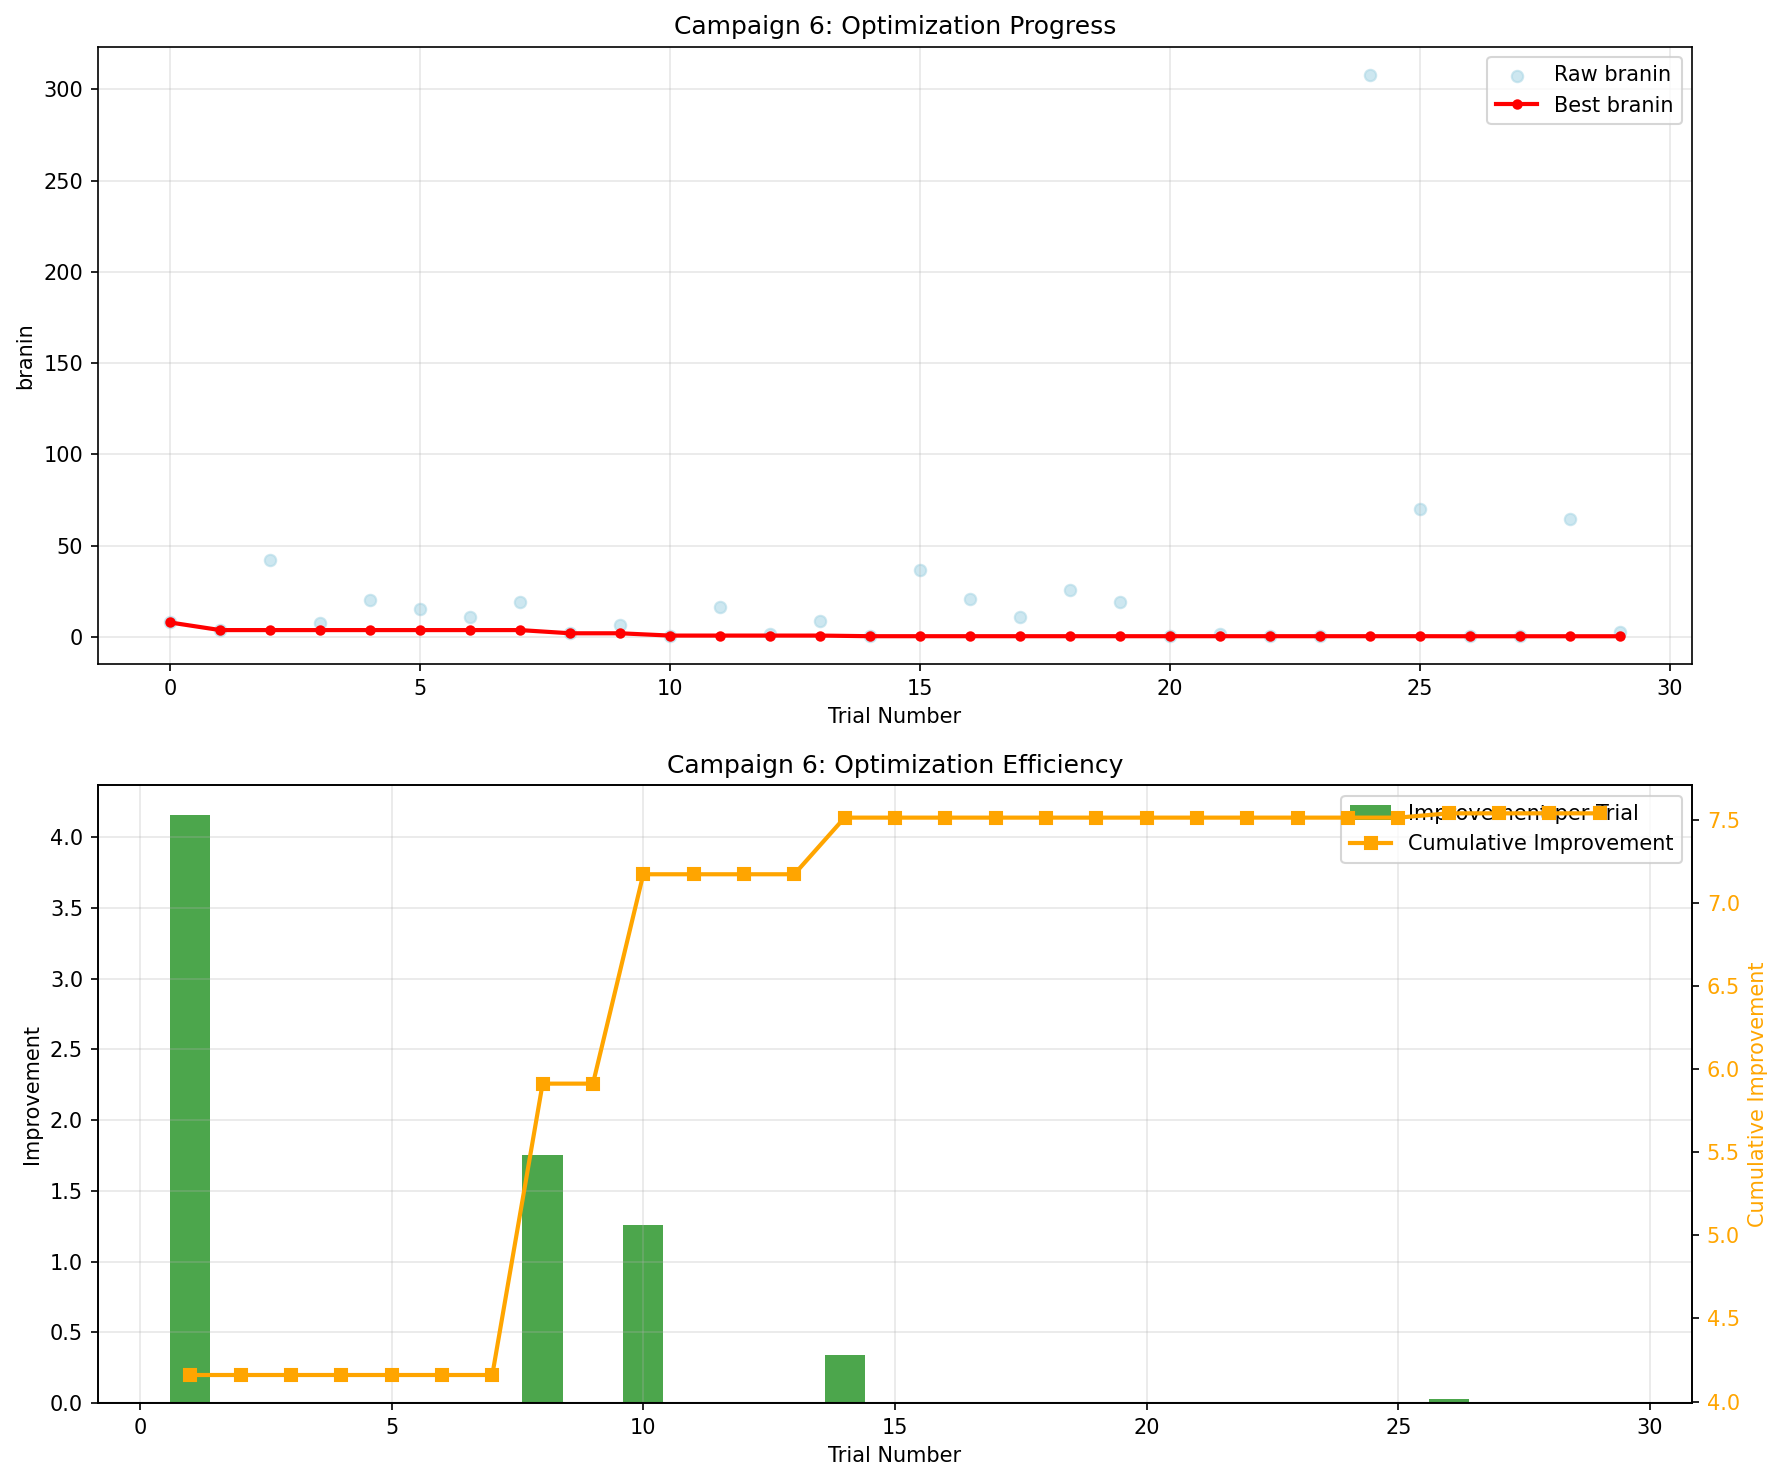 Campaign 6: Optimization Progress
Raw branin
Best branin
300
250
200
150
100
50
0
branin
0 5 10 15 20 25 30
Trial Number
Campaign 6: Optimization Efficiency
Improvement per Trial
Cumulative Improvement
4.0
3.5
3.0
2.5
2.0
1.5
1.0
0.5
0.0
Improvement
7.5
7.0
6.5
6.0
5.5
5.0
4.5
4.0
Cumulative Improvement
0 5 10 15 20 25 30
Trial Number